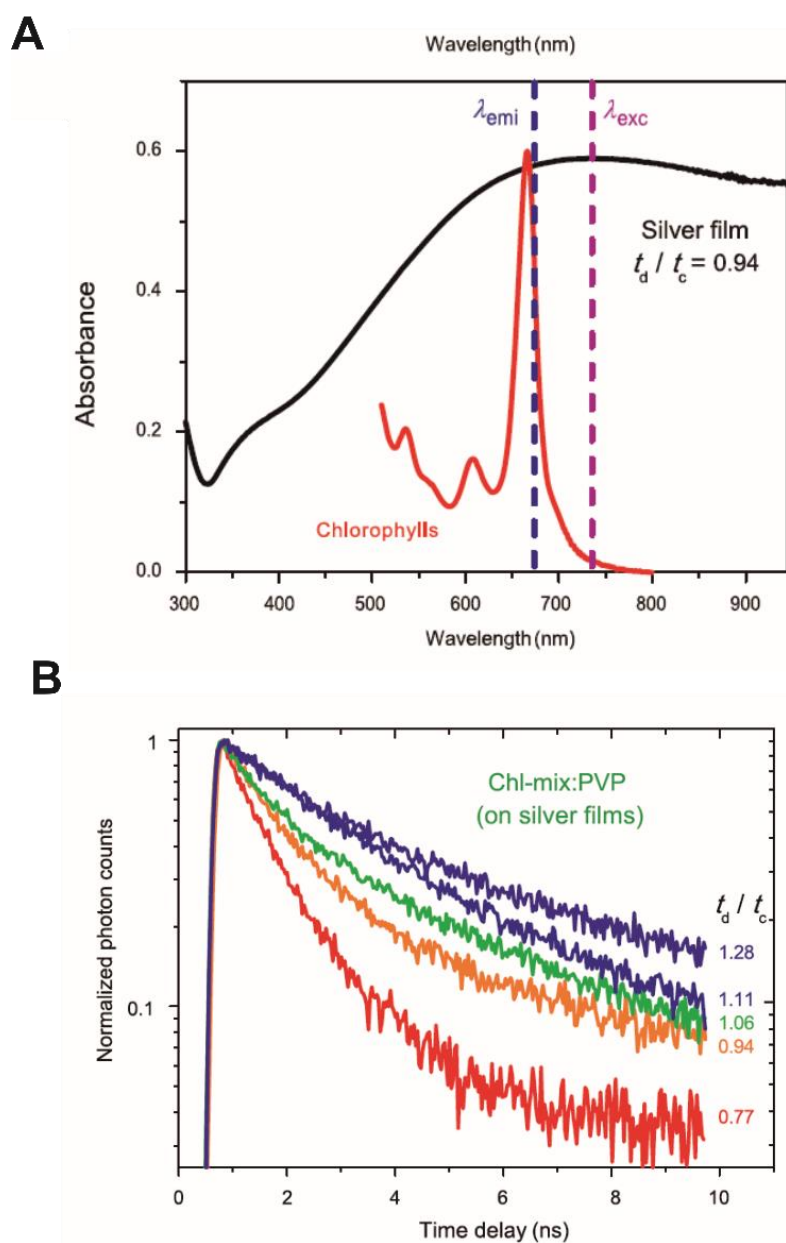 A
Wavelength (nm)
λemi
λexc
0.6
Silver film
td / tc = 0.94
0.4
Absorbance
0.2
Chlorophylls
0.0
300 400 500 600 700 800 900
Wavelength (nm)
B
1
Chl-mix:PVP
(on silver films)
Normalized photon counts
td / tc
1.28
0.1
1.11
1.06
0.94
0.77
0 2 4 6 8 10
Time delay (ns)